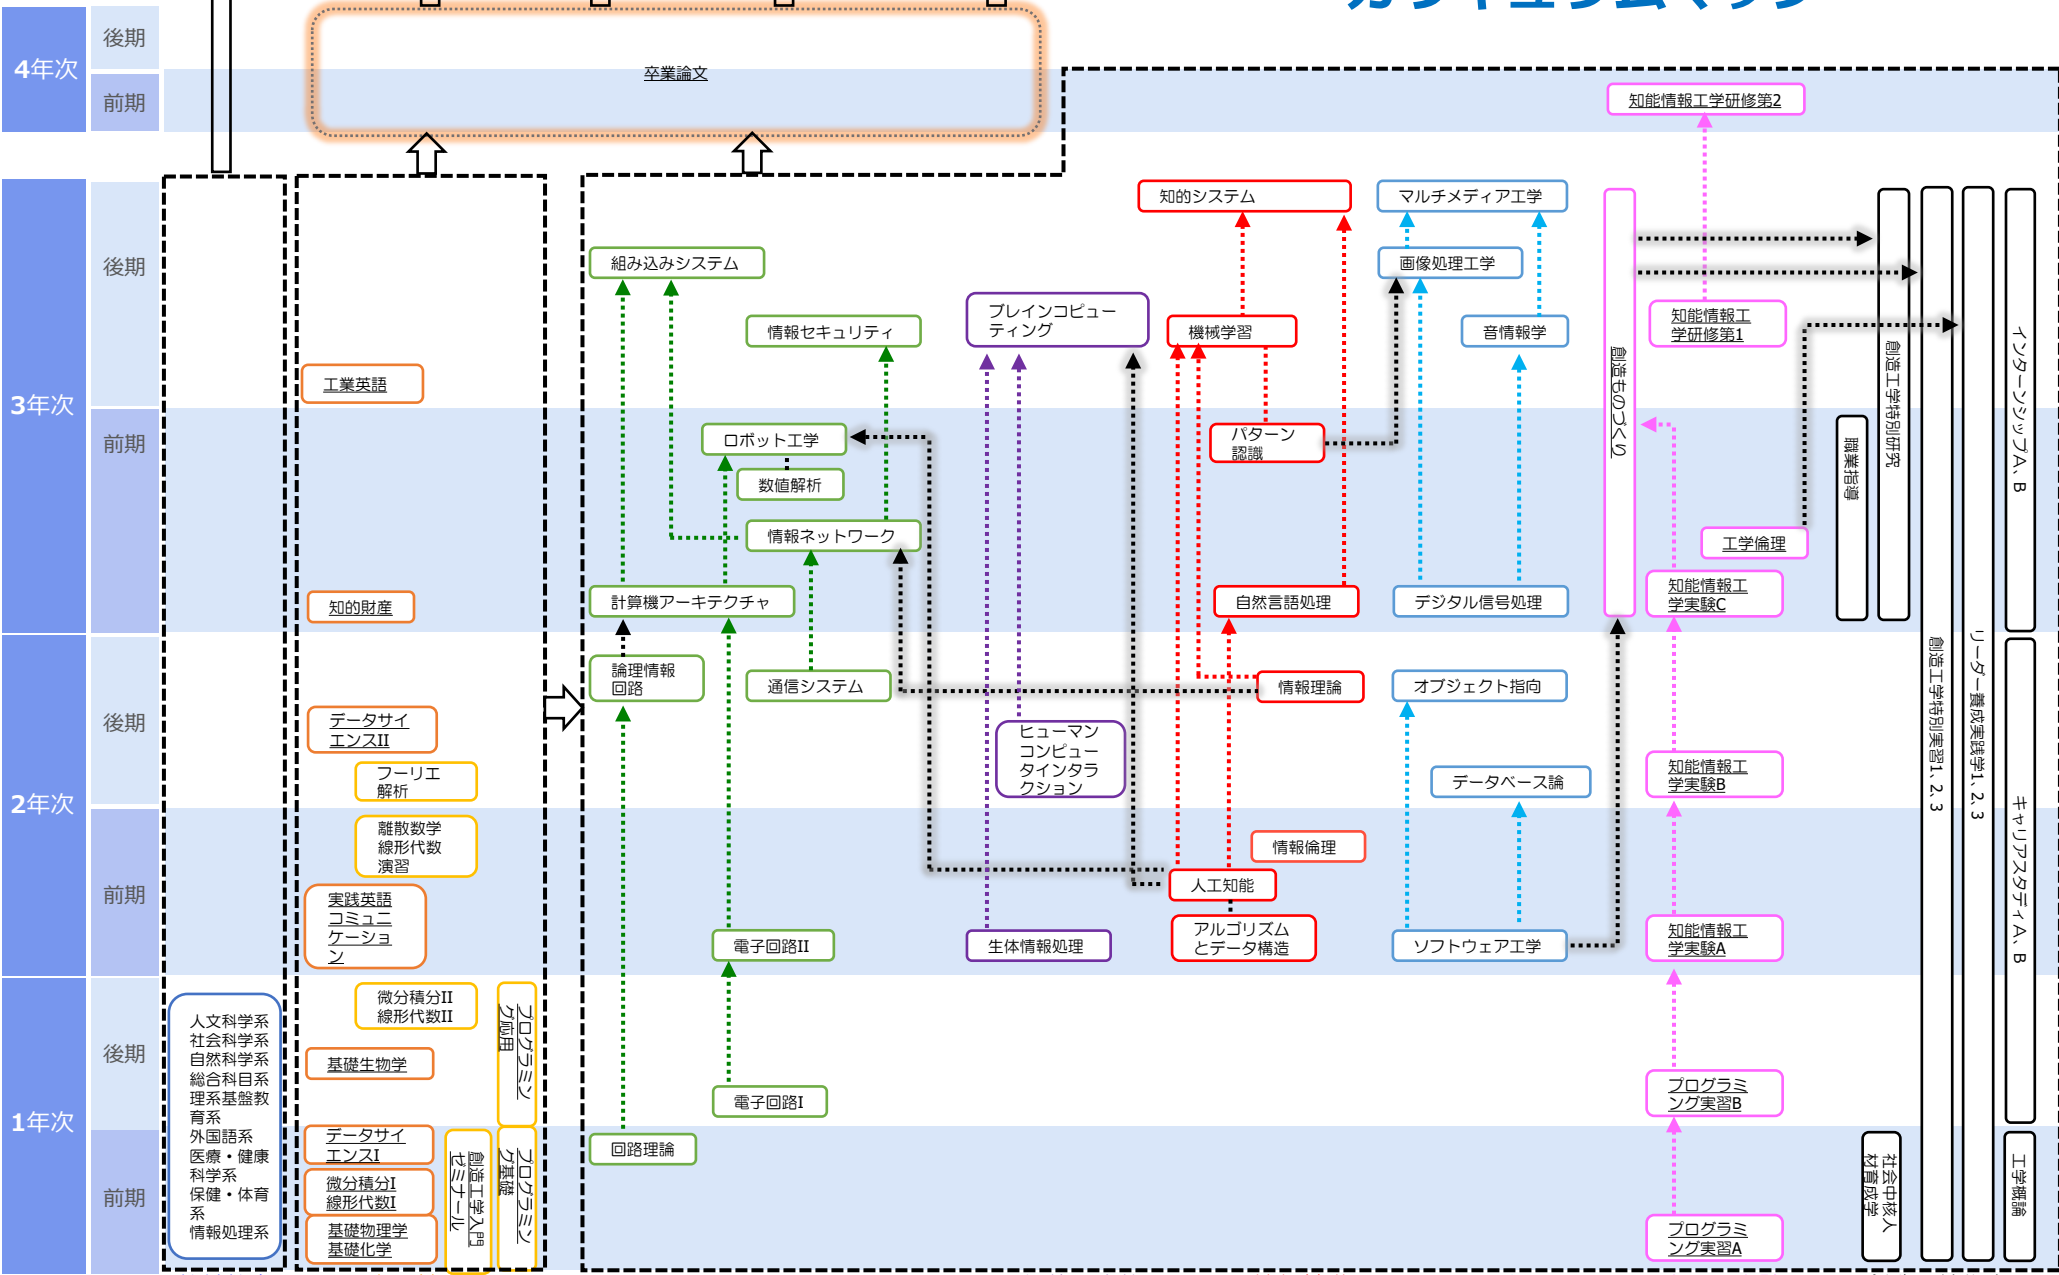 カリキュラムマップ
4年次
後期
前期
卒業論文
知能情報工学研修第2
3年次
後期
前期
知的システム
マルチメディア工学
組み込みシステム
画像処理工学
情報セキュリティ
ブレインコンピュー
ティング
機械学習
音情報学
知能情報工
学研修第1
工業英語
創造ものづくり
創造工学特別研究
インターンシップA、B
ロボット工学
パターン
認識
数値解析
職業指導
情報ネットワーク
工学倫理
知的財産
計算機アーキテクチャ
自然言語処理
デジタル信号処理
知能情報工
学実験C
2年次
後期
前期
論理情報
回路
通信システム
情報理論
オブジェクト指向
創造工学特別実習1、2、3
リーダー養成実践学1、2、3
データサイ
エンスII
ヒューマン
コンピュー
タインタラ
クション
フーリエ
解析
データベース論
知能情報工
学実験B
キャリアスタディA、B
離散数学
線形代数
演習
情報倫理
人工知能
実践英語
コミュニ
ケーショ
ン
電子回路II
生体情報処理
アルゴリズム
とデータ構造
ソフトウェア工学
知能情報工
学実験A
1年次
後期
前期
人文科学系
社会科学系
自然科学系
総合科目系
理系基盤教
育系
外国語系
医療・健康
科学系
保健・体育
系
情報処理系
微分積分II
線形代数II
プログラミン
グ応用
基礎生物学
電子回路I
プログラミ
ング実習B
データサイ
エンスI
微分積分I
線形代数I
基礎物理学
基礎化学
創造工学入門
ゼミナール
プログラミン
グ基礎
回路理論
プログラミ
ング実習A
社会中核人
材育成学
工学概論